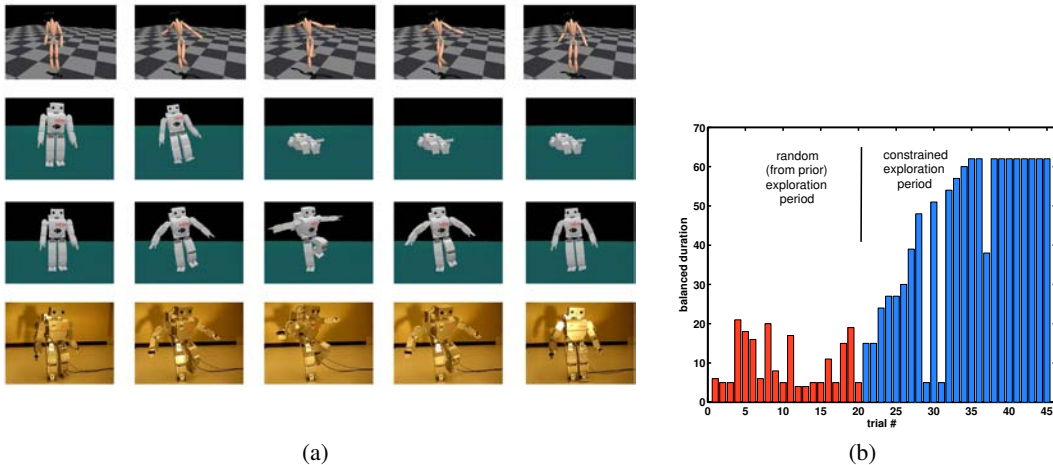 70
60
50
40
30
20
10
0
balanced duration
random
(from prior)
exploration
period
constrained
exploration
period
0 5 10 15 20 25 30 35 40 45
trial #
(a)
(b)